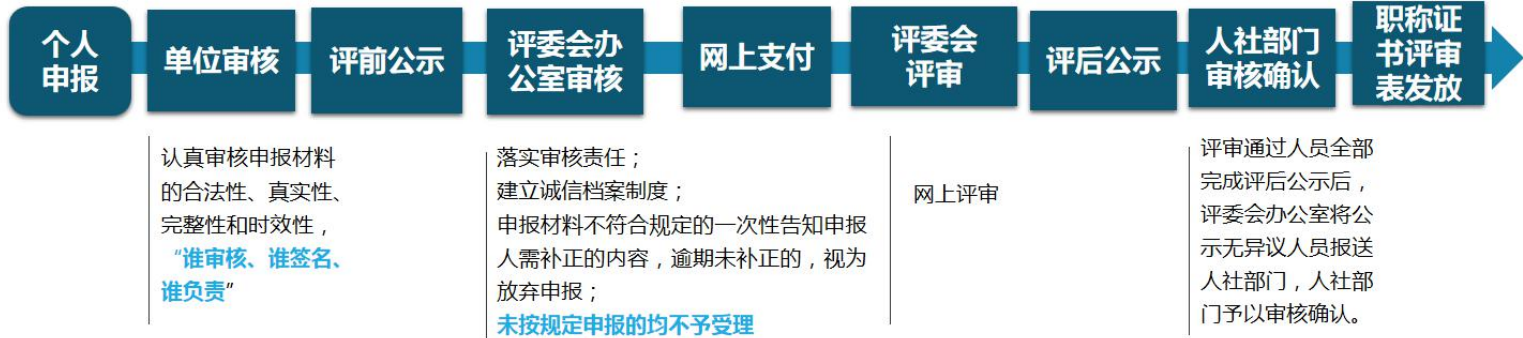 个人
申报
单位审核
评前公示
评委会办
公室审核
网上支付
评委会
评审
评后公示
人社部门
审核确认
职称证
书评审
表发放
认真审核申报材料
的合法性、真实性、
完整性和时效性，
“谁审核、谁签名、
谁负责”
落实审核责任；
建立诚信档案制度；
申报材料不符合规定的一次性告知申报
人需补正的内容，逾期未补正的，视为
放弃申报；
未按规定申报的均不予受理
网上评审
评审通过人员全部
完成评后公示后，
评委会办公室将公
示无异议人员报送
人社部门，人社部
门予以审核确认。